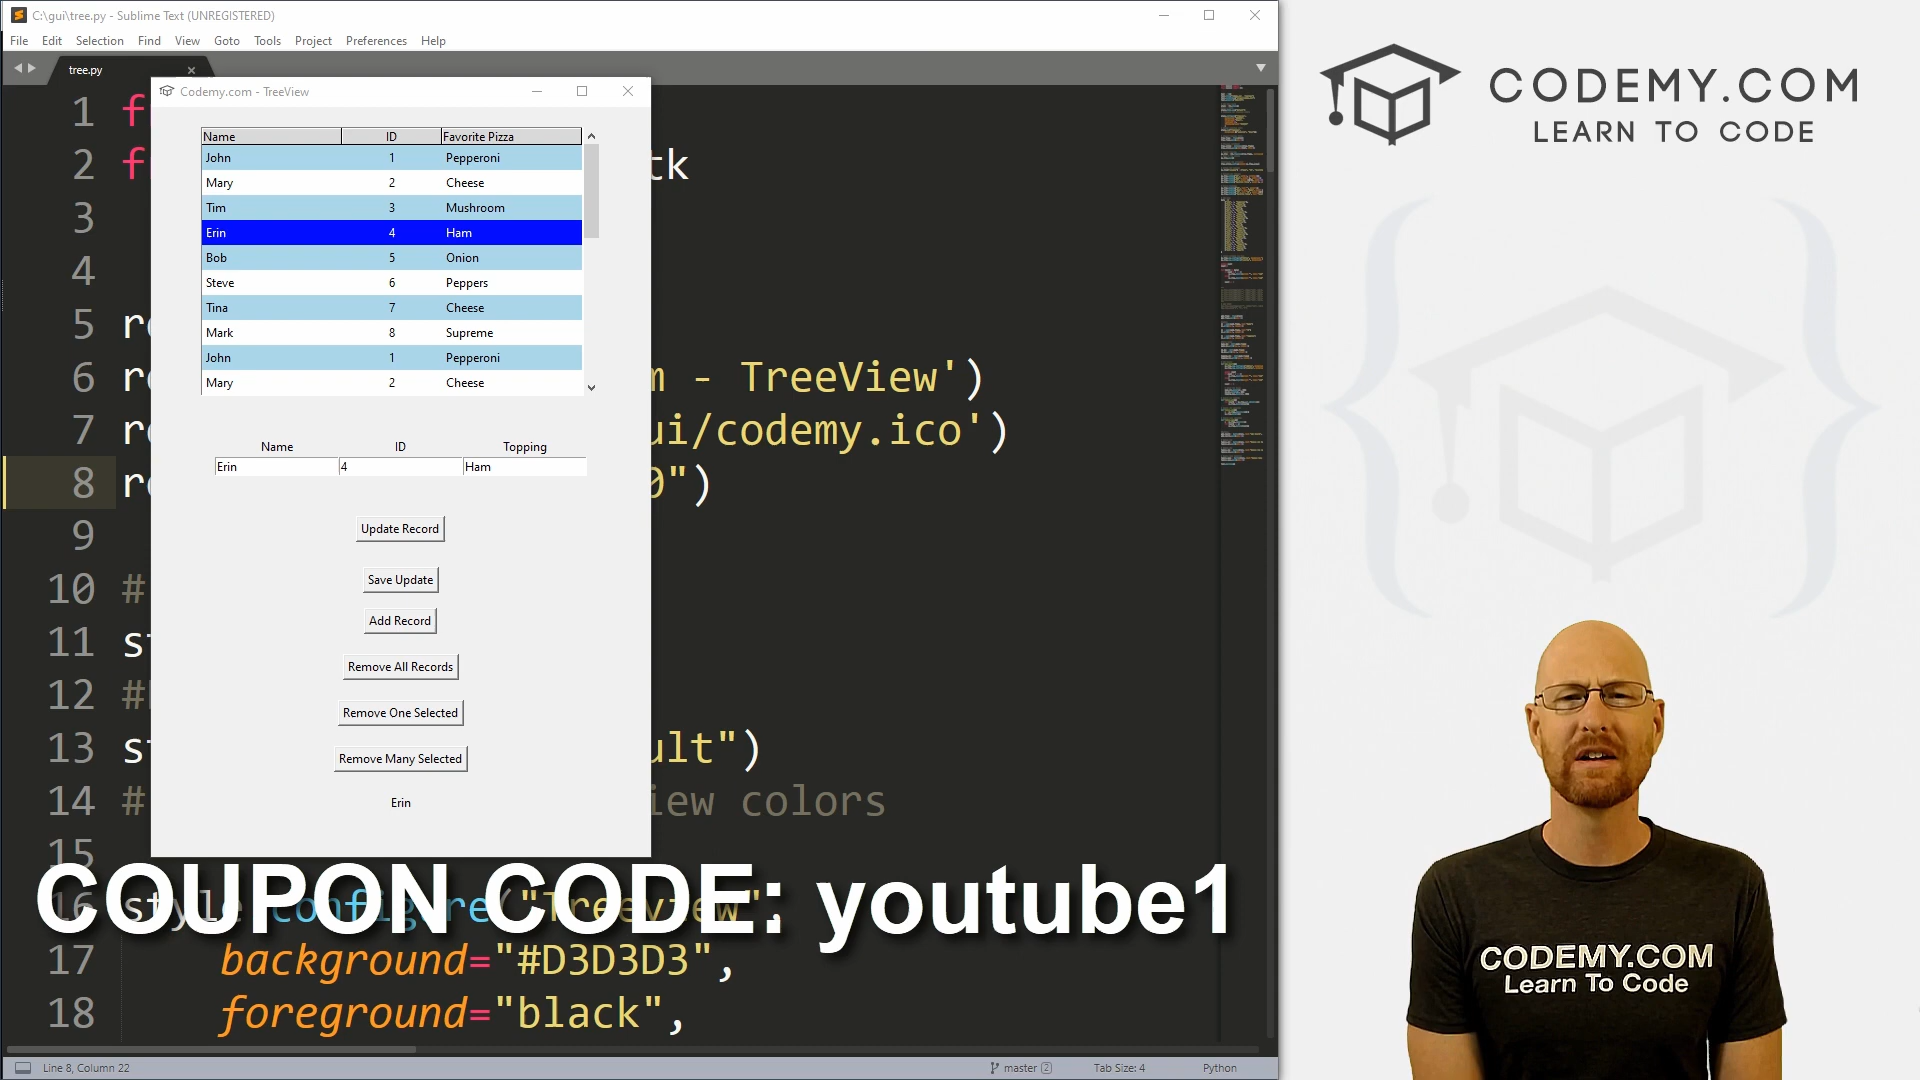 C:\gui\tree.py - Sublime Text (UNREGISTERED)
File Edit Selection Find View Goto Tools Project Preferences Help
tree.py
Codemy.com - TreeView
Name ID Favorite Pizza
John 1 Pepperoni
Mary 2 Cheese
Tim 3 Mushroom
Erin 4 Ham
Bob 5 Onion
Steve 6 Peppers
Tina 7 Cheese
Mark 8 Supreme
John 1 Pepperoni
Mary 2 Cheese
Name ID Topping
Erin 4 Ham
Update Record
Save Update
Add Record
Remove All Records
Remove One Selected
Remove Many Selected
Erin
1 f
2 f tk
3
4
5 r
6 r m - TreeView')
7 r ui/codemy.ico')
8 r 0")
9
10 #
11 s
12 #
13 s ult")
14 # iew colors
15
16 style.configure("Treeview",
17 background="#D3D3D3",
18 foreground="black",
COUPON CODE: youtube1
Line 8, Column 22
master 2
Tab Size: 4
Python
CODEMY.COM
LEARN TO CODE
CODEMY.COM
Learn To Code